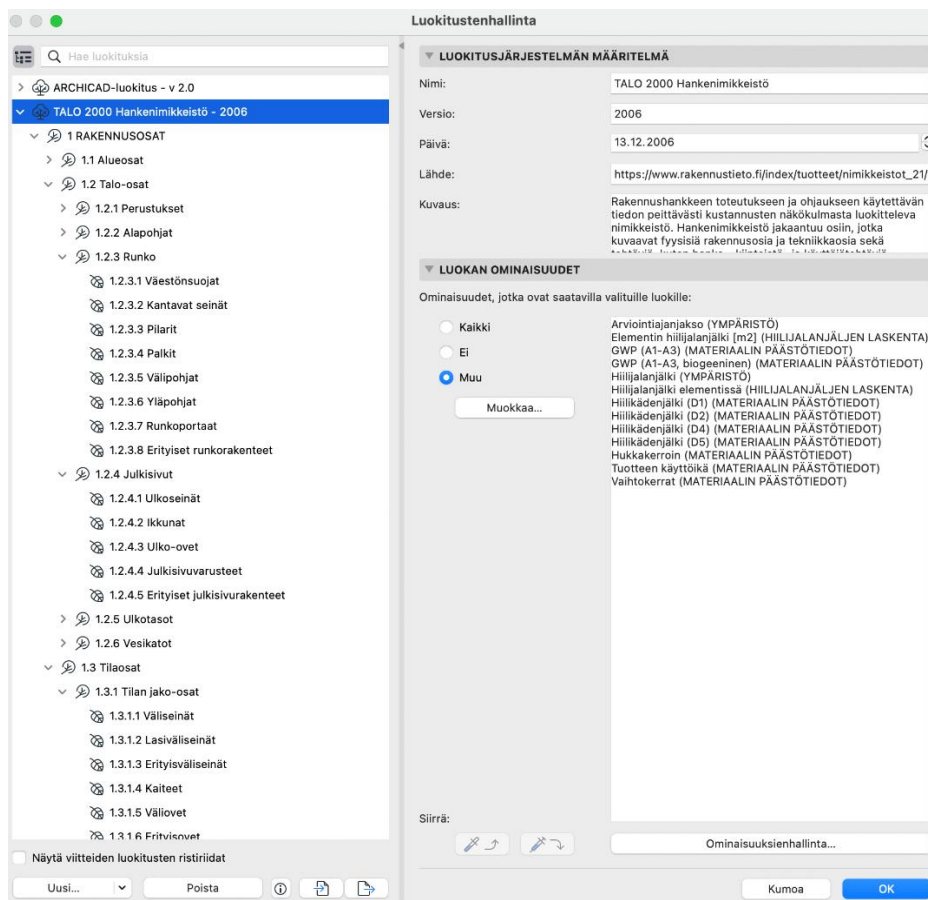 Luokitustenhallinta
Hae luokituksia
ARCHICAD-luokitus - v 2.0
TALO 2000 Hankenimikkeistö - 2006
1 RAKENNUSOSAT
1.1 Alueosat
1.2 Talo-osat
1.2.1 Perustukset
1.2.2 Alapohjat
1.2.3 Runko
1.2.3.1 Väestönsuojat
1.2.3.2 Kantavat seinät
1.2.3.3 Pilarit
1.2.3.4 Palkit
1.2.3.5 Välipohjat
1.2.3.6 Yläpohjat
1.2.3.7 Runkoportaat
1.2.3.8 Erityiset runkorakenteet
1.2.4 Julkisivut
1.2.4.1 Ulkoseinät
1.2.4.2 Ikkunat
1.2.4.3 Ulko-ovet
1.2.4.4 Julkisivuvarusteet
1.2.4.5 Erityiset julkisivurakenteet
1.2.5 Ulkotasot
1.2.6 Vesikatot
1.3 Tilaosat
1.3.1 Tilan jako-osat
1.3.1.1 Väliseinät
1.3.1.2 Lasiväliseinät
1.3.1.3 Erityisväliseinät
1.3.1.4 Kaiteet
1.3.1.5 Väliovet
1.3.1.6 Erityisovet
Näytä viitteiden luokitusten ristiriidat
Uusi...
Poista
LUOKITUSJÄRJESTELMÄN MÄÄRITELMÄ
Nimi: TALO 2000 Hankenimikkeistö
Versio: 2006
Päivä: 13.12.2006
Lähde: https://www.rakennustieto.fi/index/tuotteet/nimikkeistot_21/
Kuvaus: Rakennushankkeen toteutukseen ja ohjaukseen käytettävän
tiedon peittävästi kustannusten näkökulmasta luokitteleva
nimikkeistö. Hankenimikkeistö jakaantuu osiin, jotka
kuvaavat fyysisiä rakennusosia ja tekniikkaosia sekä
LUOKAN OMINAISUUDET
Ominaisuudet, jotka ovat saatavilla valituille luokille:
Kaikki
Ei
Muu
Muokkaa...
Arviointiajanjakso (YMPÄRISTÖ)
Elementin hiilijalanjälki [m2] (HIILIJALANJÄLJEN LASKENTA)
GWP (A1-A3) (MATERIAALIN PÄÄSTÖTIEDOT)
GWP (A1-A3, biogeeninen) (MATERIAALIN PÄÄSTÖTIEDOT)
Hiilijalanjälki (YMPÄRISTÖ)
Hiilijalanjälki elementissä (HIILIJALANJÄLJEN LASKENTA)
Hiilikädenjälki (D1) (MATERIAALIN PÄÄSTÖTIEDOT)
Hiilikädenjälki (D2) (MATERIAALIN PÄÄSTÖTIEDOT)
Hiilikädenjälki (D4) (MATERIAALIN PÄÄSTÖTIEDOT)
Hiilikädenjälki (D5) (MATERIAALIN PÄÄSTÖTIEDOT)
Hukkakerroin (MATERIAALIN PÄÄSTÖTIEDOT)
Tuotteen käyttöikä (MATERIAALIN PÄÄSTÖTIEDOT)
Vaihtokerrat (MATERIAALIN PÄÄSTÖTIEDOT)
Siirrä:
Ominaisuuksienhallinta...
Kumoa
OK